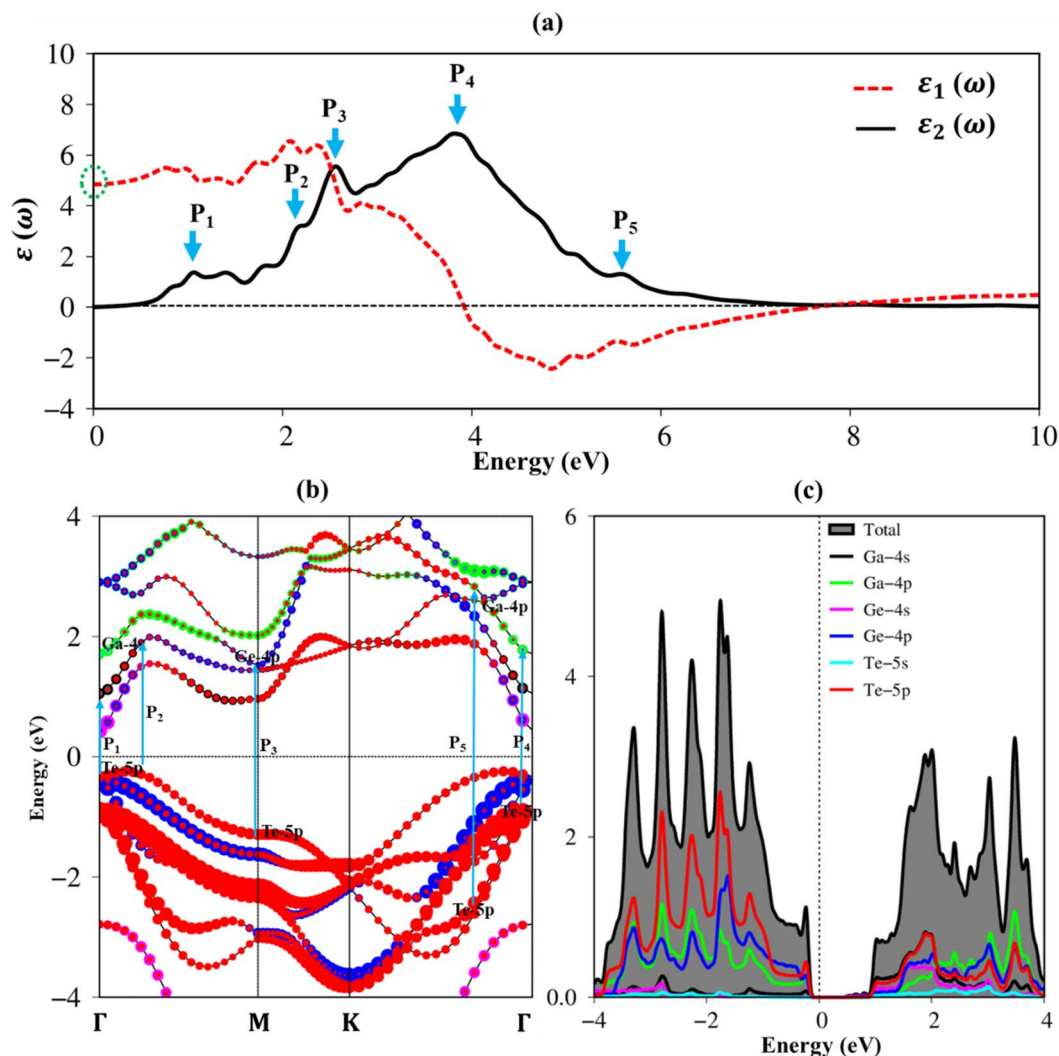 (a)
10
8
6
4
2
0
−2
−4
ε (ω)
P1
P2
P3
P4
P5
ε1 (ω)
ε2 (ω)
0
2
4
6
8
10
Energy (eV)
(b)
4
2
0
−2
−4
Energy (eV)
Ga-4s
Ge-4p
Ga-4p
P1
P2
P3
P5
P4
Te-5p
Te-5p
Te-5p
Te-5p
Γ
M
K
Γ
(c)
6
4
2
0.0
Total
Ga−4s
Ga−4p
Ge−4s
Ge−4p
Te−5s
Te−5p
−4
−2
0
2
4
Energy (eV)